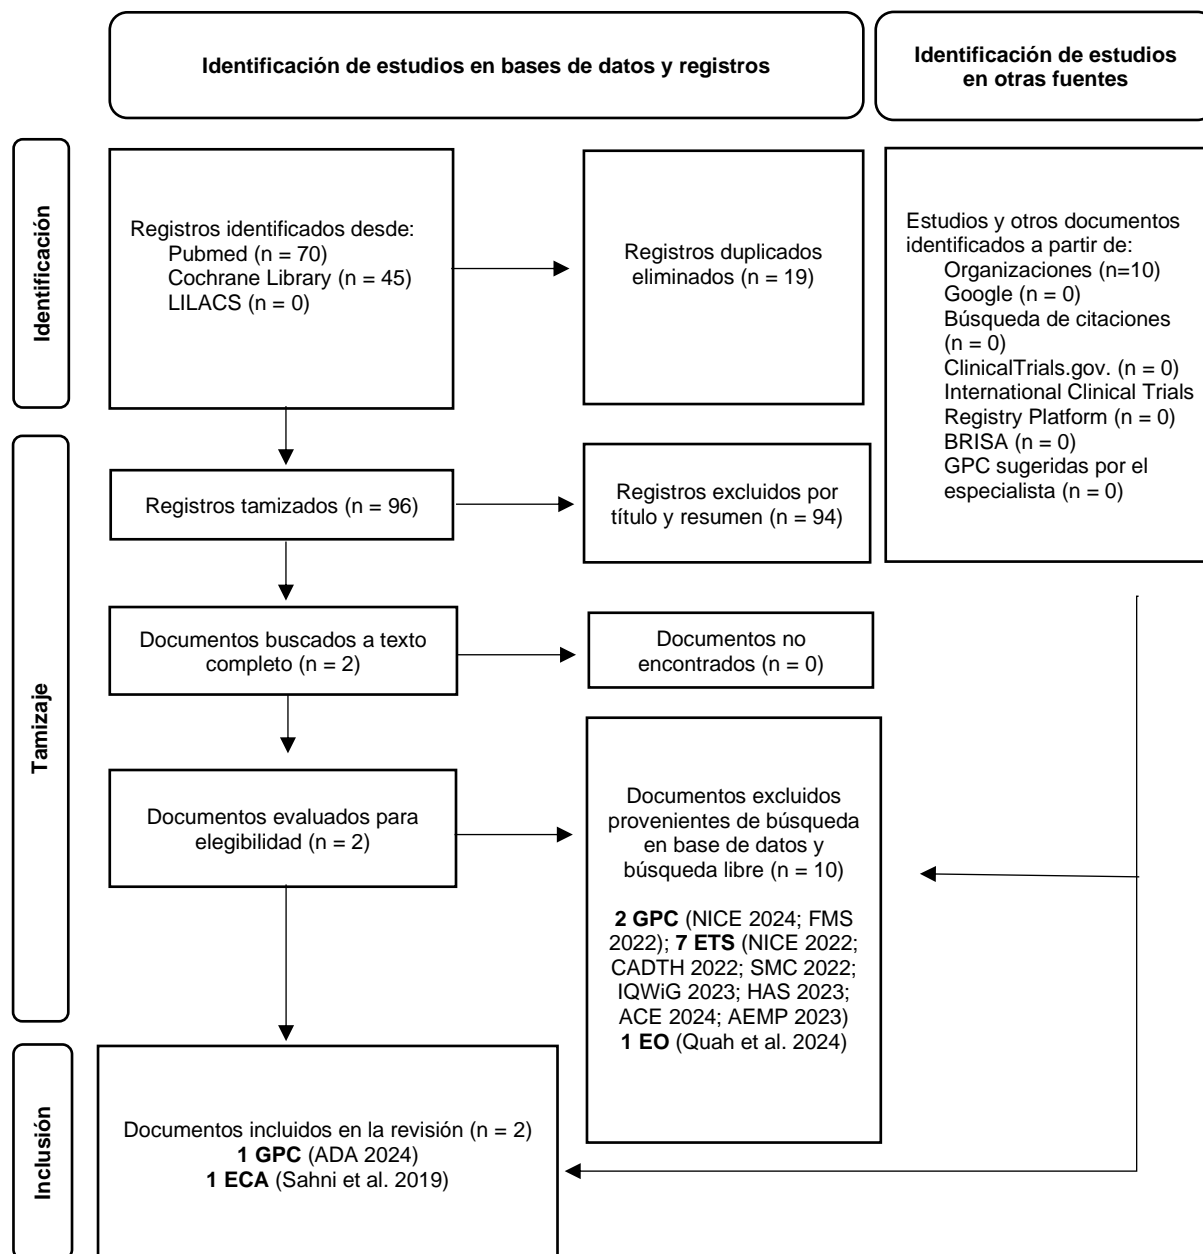 Identificación de estudios en bases de datos y registros
Identificación de estudios
en otras fuentes
Identificación
Registros identificados desde:
Pubmed (n = 70)
Cochrane Library (n = 45)
LILACS (n = 0)
Registros duplicados
eliminados (n = 19)
Estudios y otros documentos
identificados a partir de:
Organizaciones (n=10)
Google (n = 0)
Búsqueda de citaciones
(n = 0)
ClinicalTrials.gov. (n = 0)
International Clinical Trials
Registry Platform (n = 0)
BRISA (n = 0)
GPC sugeridas por el
especialista (n = 0)
Tamizaje
Registros tamizados (n = 96)
Registros excluidos por
título y resumen (n = 94)
Documentos buscados a texto
completo (n = 2)
Documentos no
encontrados (n = 0)
Documentos evaluados para
elegibilidad (n = 2)
Documentos excluidos
provenientes de búsqueda
en base de datos y
búsqueda libre (n = 10)
2 GPC (NICE 2024; FMS
2022); 7 ETS (NICE 2022;
CADTH 2022; SMC 2022;
IQWiG 2023; HAS 2023;
ACE 2024; AEMP 2023)
1 EO (Quah et al. 2024)
Inclusión
Documentos incluidos en la revisión (n = 2)
1 GPC (ADA 2024)
1 ECA (Sahni et al. 2019)